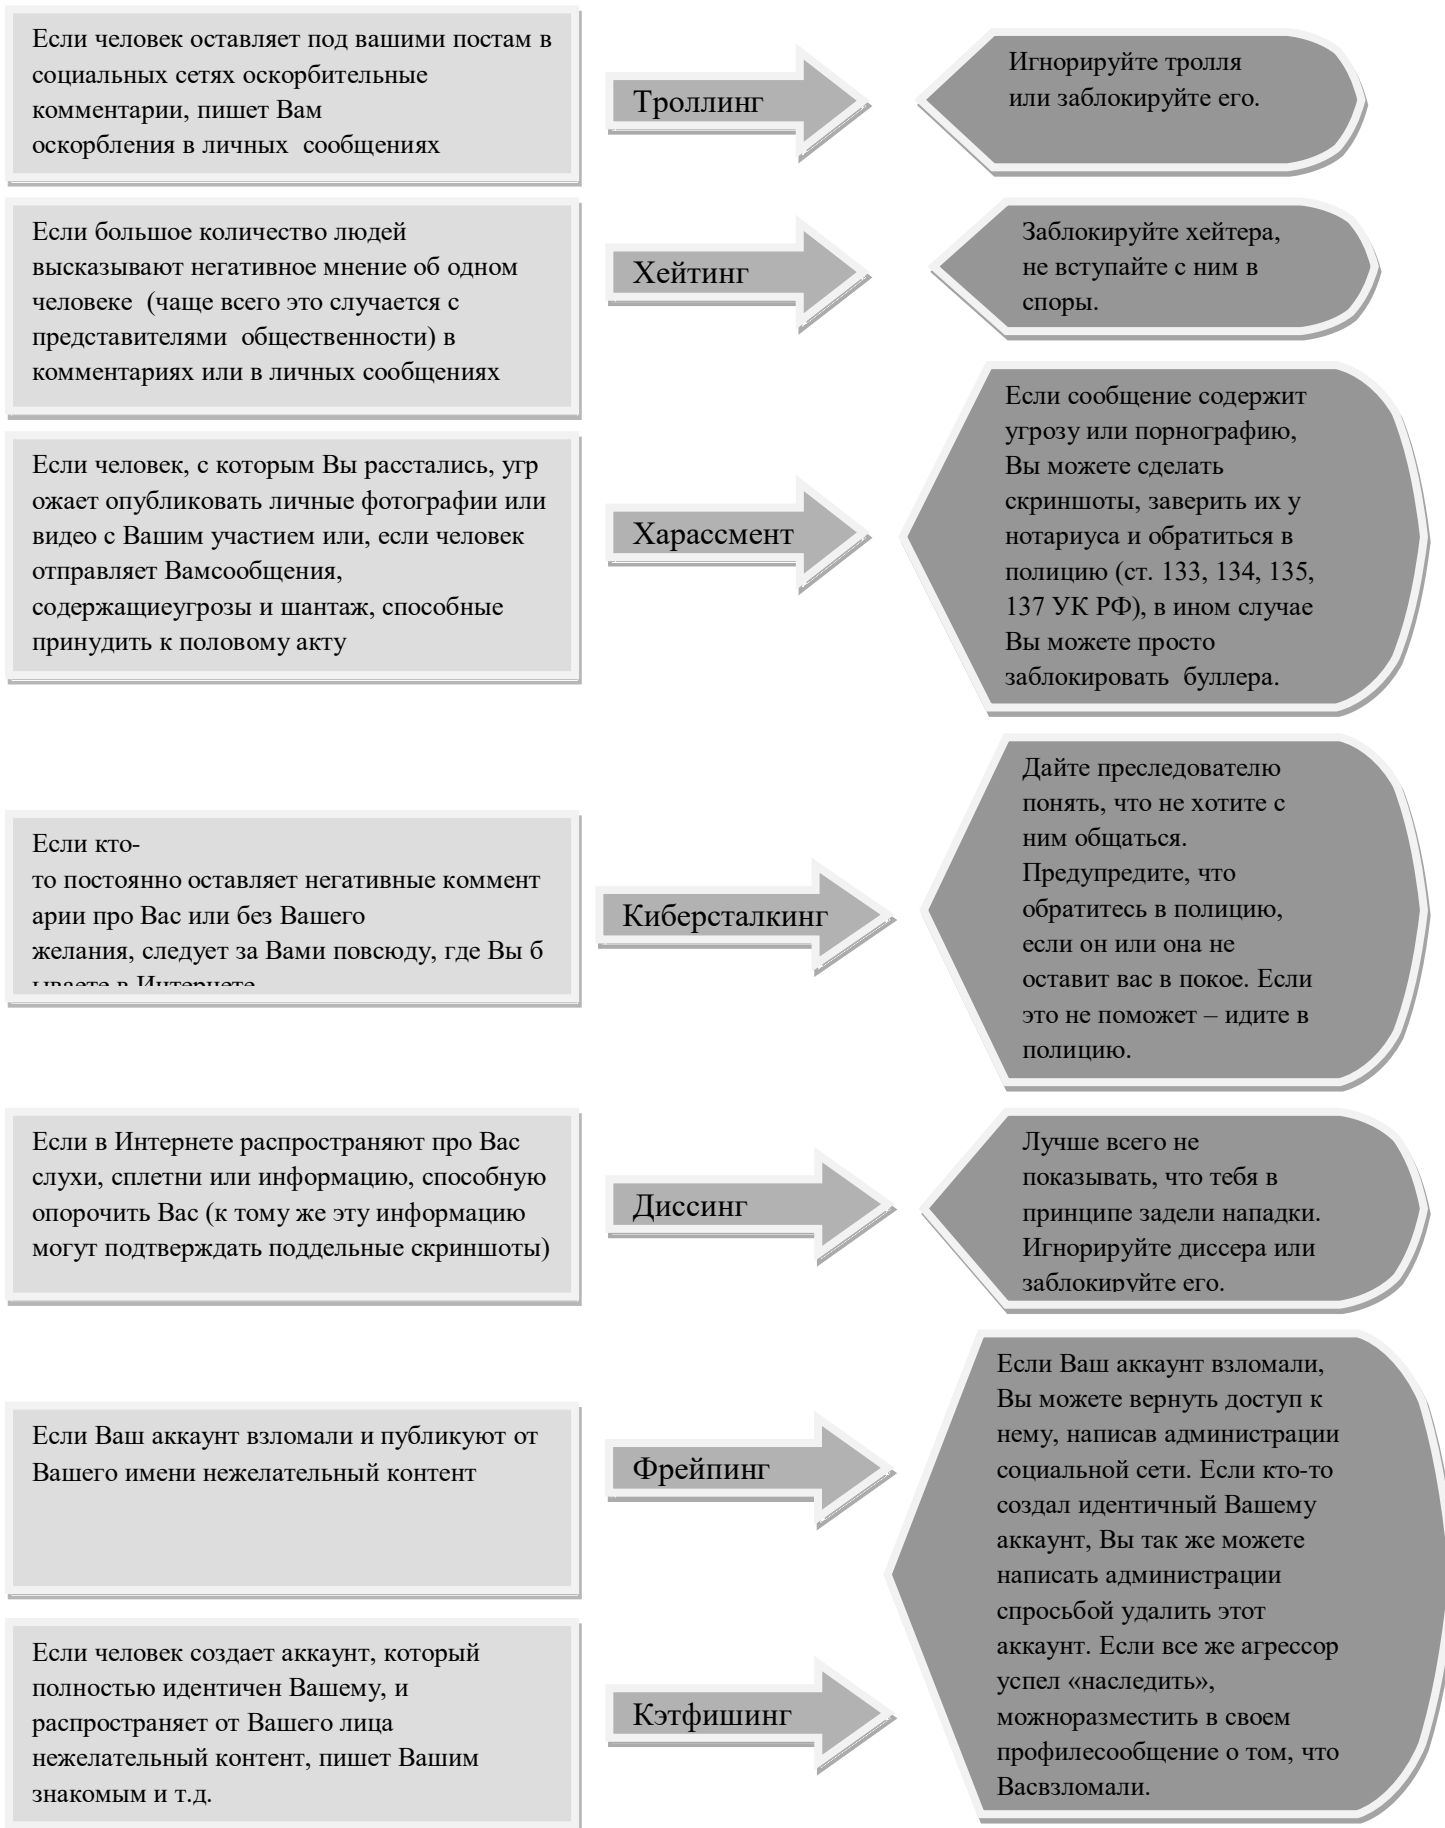 Если человек оставляет под вашими постам в
социальных сетях оскорбительные
комментарии, пишет Вам
оскорбления в личных сообщениях
Троллинг
Игнорируйте тролля
или заблокируйте его.
Если большое количество людей
высказывают негативное мнение об одном
человеке (чаще всего это случается с
представителями общественности) в
комментариях или в личных сообщениях
Хейтинг
Заблокируйте хейтера,
не вступайте с ним в
споры.
Если человек, с которым Вы расстались, угр
ожает опубликовать личные фотографии или
видео с Вашим участием или, если человек
отправляет Вамсообщения,
содержащиеугрозы и шантаж, способные
принудить к половому акту
Харассмент
Если сообщение содержит
угрозу или порнографию,
Вы можете сделать
скриншоты, заверить их у
нотариуса и обратиться в
полицию (ст. 133, 134, 135,
137 УК РФ), в ином случае
Вы можете просто
заблокировать буллера.
Если кто-
то постоянно оставляет негативные коммент
арии про Вас или без Вашего
желания, следует за Вами повсюду, где Вы б
ываете в Интернете
Киберсталкинг
Дайте преследователю
понять, что не хотите с
ним общаться.
Предупредите, что
обратитесь в полицию,
если он или она не
оставит вас в покое. Если
это не поможет – идите в
полицию.
Если в Интернете распространяют про Вас
слухи, сплетни или информацию, способную
опорочить Вас (к тому же эту информацию
могут подтверждать поддельные скриншоты)
Диссинг
Лучше всего не
показывать, что тебя в
принципе задели нападки.
Игнорируйте диссера или
заблокируйте его.
Если Ваш аккаунт взломали и публикуют от
Вашего имени нежелательный контент
Фрейпинг
Если Ваш аккаунт взломали,
Вы можете вернуть доступ к
нему, написав администрации
социальной сети. Если кто-то
создал идентичный Вашему
аккаунт, Вы так же можете
написать администрации
спросьбой удалить этот
аккаунт. Если все же агрессор
успел «наследить»,
можноразместить в своем
профилесообщение о том, что
Васвзломали.
Если человек создает аккаунт, который
полностью идентичен Вашему, и
распространяет от Вашего лица
нежелательный контент, пишет Вашим
знакомым и т.д.
Кэтфишинг